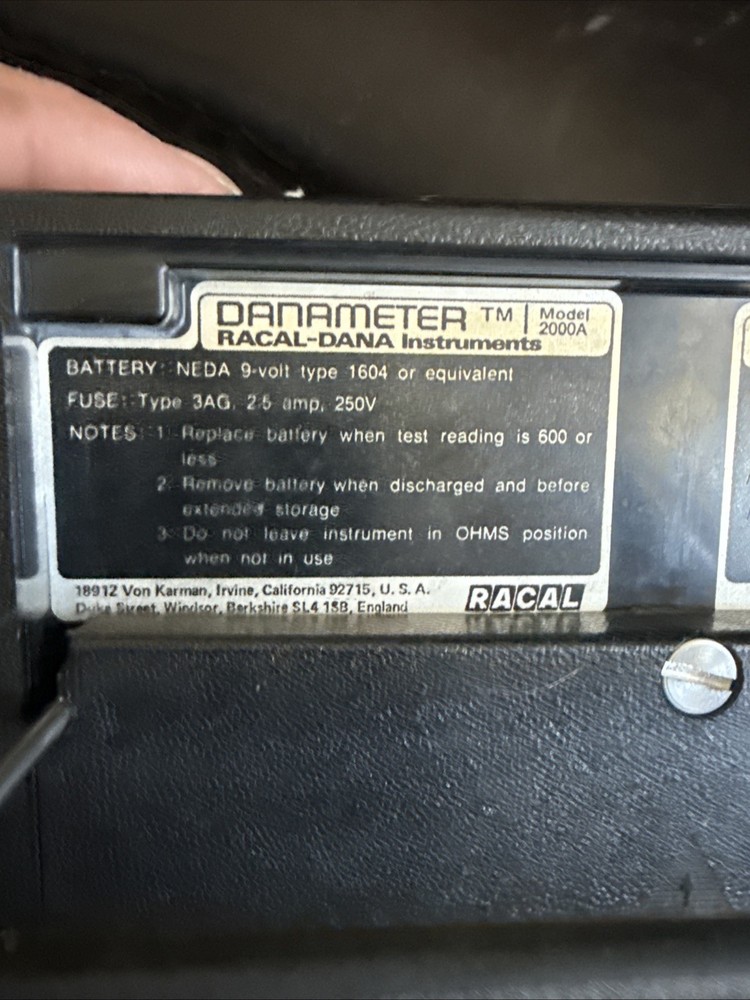 DANAMETER TM | Model 2000A
RACAL-DANA Instruments
BATTERY: NEDA 9-volt type 1604 or equivalent
FUSE: Type 3AG, 2.5 amp, 250V
NOTES: 1. Replace battery when test reading is 600 or
less
2. Remove battery when discharged and before
extended storage
3. Do not leave instrument in OHMS position
when not in use
18912 Von Karman, Irvine, California 92715, U. S. A.
Duke Street, Windsor, Berkshire SL4 1SB, England
RACAL